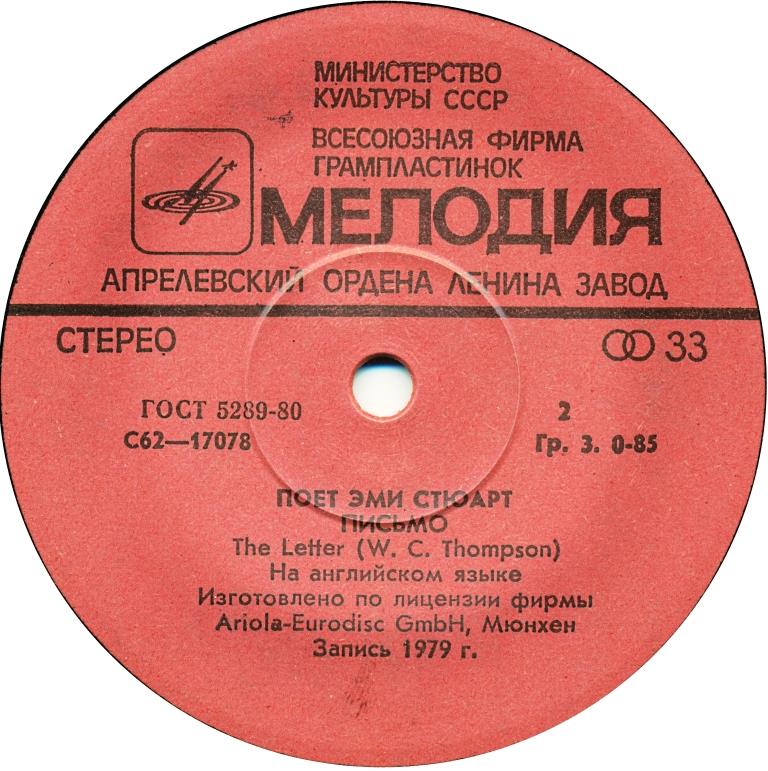 МИНИСТЕРСТВО
КУЛЬТУРЫ СССР
ВСЕСОЮЗНАЯ ФИРМА
ГРАМПЛАСТИНОК
МЕЛОДИЯ
АПРЕЛЕВСКИЙ ОРДЕНА ЛЕНИНА ЗАВОД
СТЕРЕО 33
ГОСТ 5289-80 2
С62—17078 Гр. 3. 0-85
ПОЕТ ЭМИ СТЮАРТ
ПИСЬМО
The Letter (W. C. Thompson)
На английском языке
Изготовлено по лицензии фирмы
Ariola-Eurodisc GmbH, Мюнхен
Запись 1979 г.